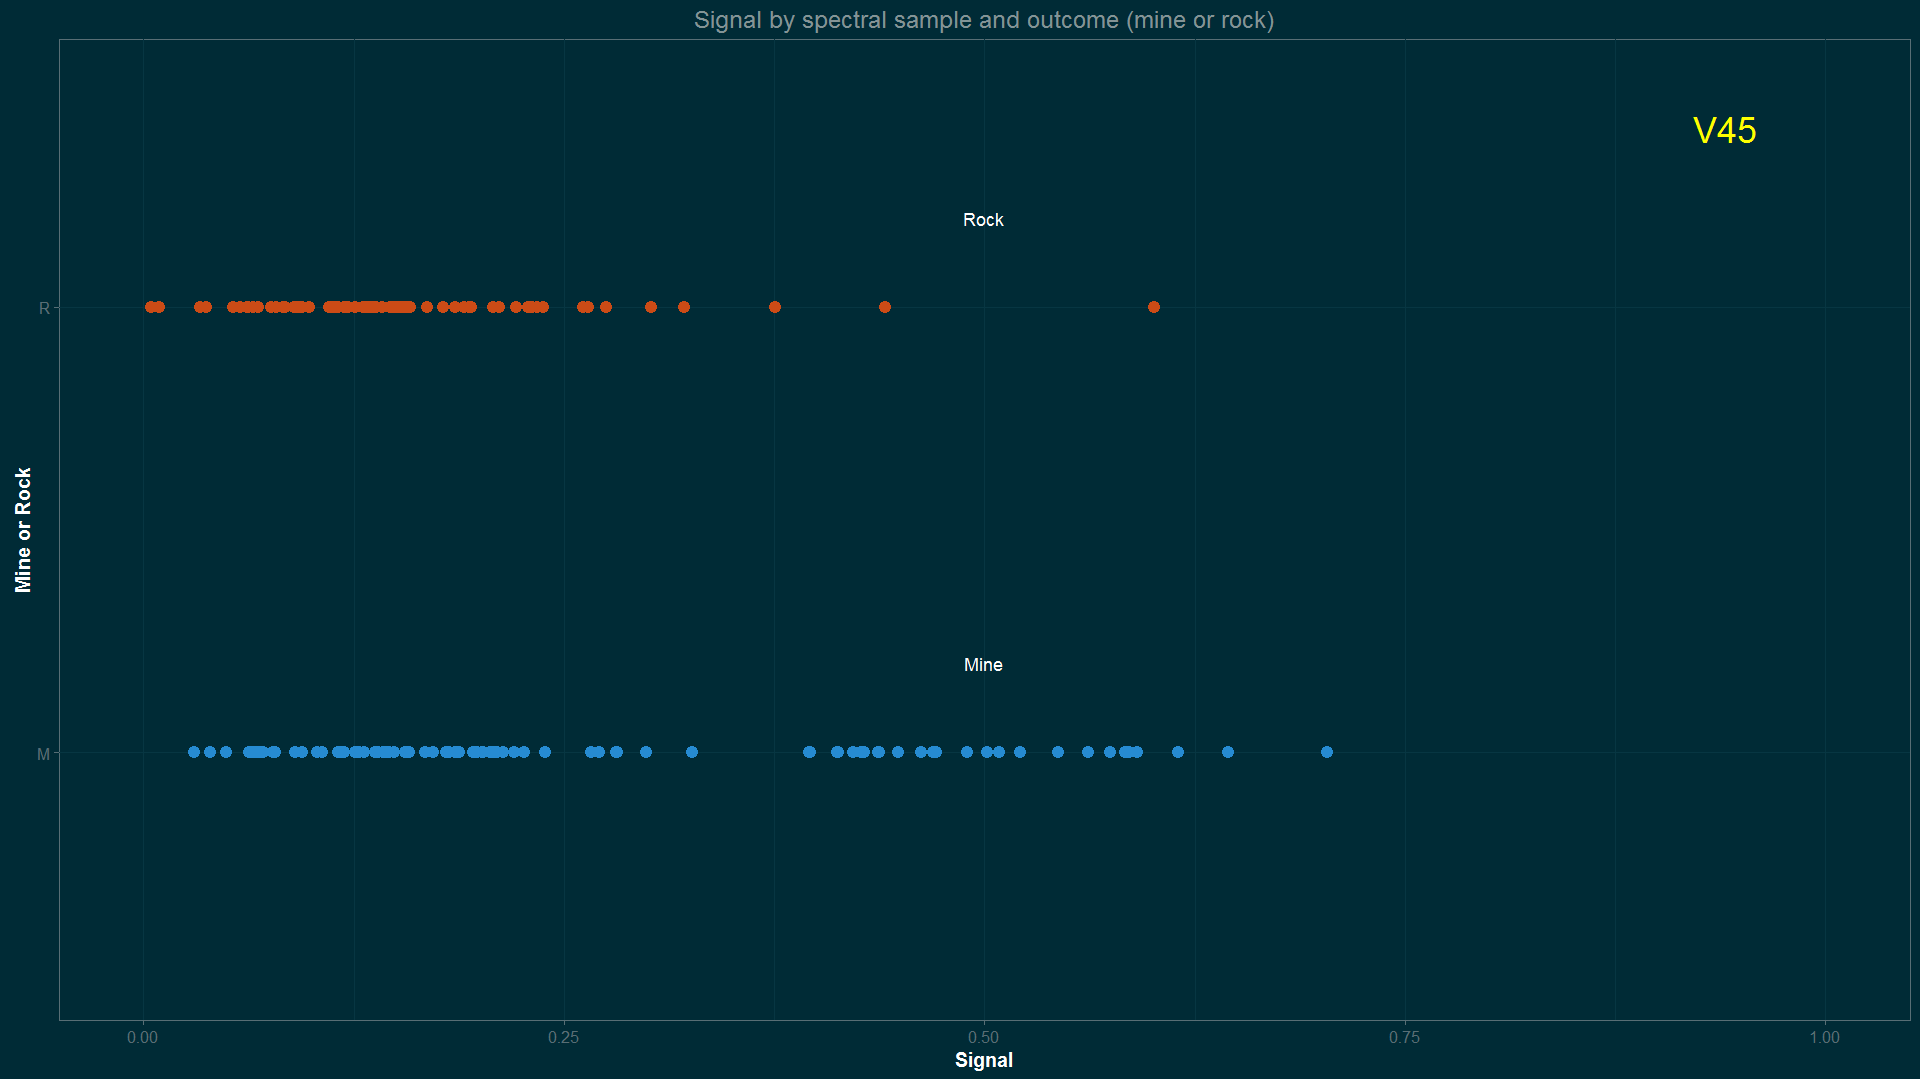 Signal by spectral sample and outcome (mine or rock)
V45
Rock
R
Mine or Rock
Mine
M
0.00 0.25 0.50 0.75 1.00
Signal